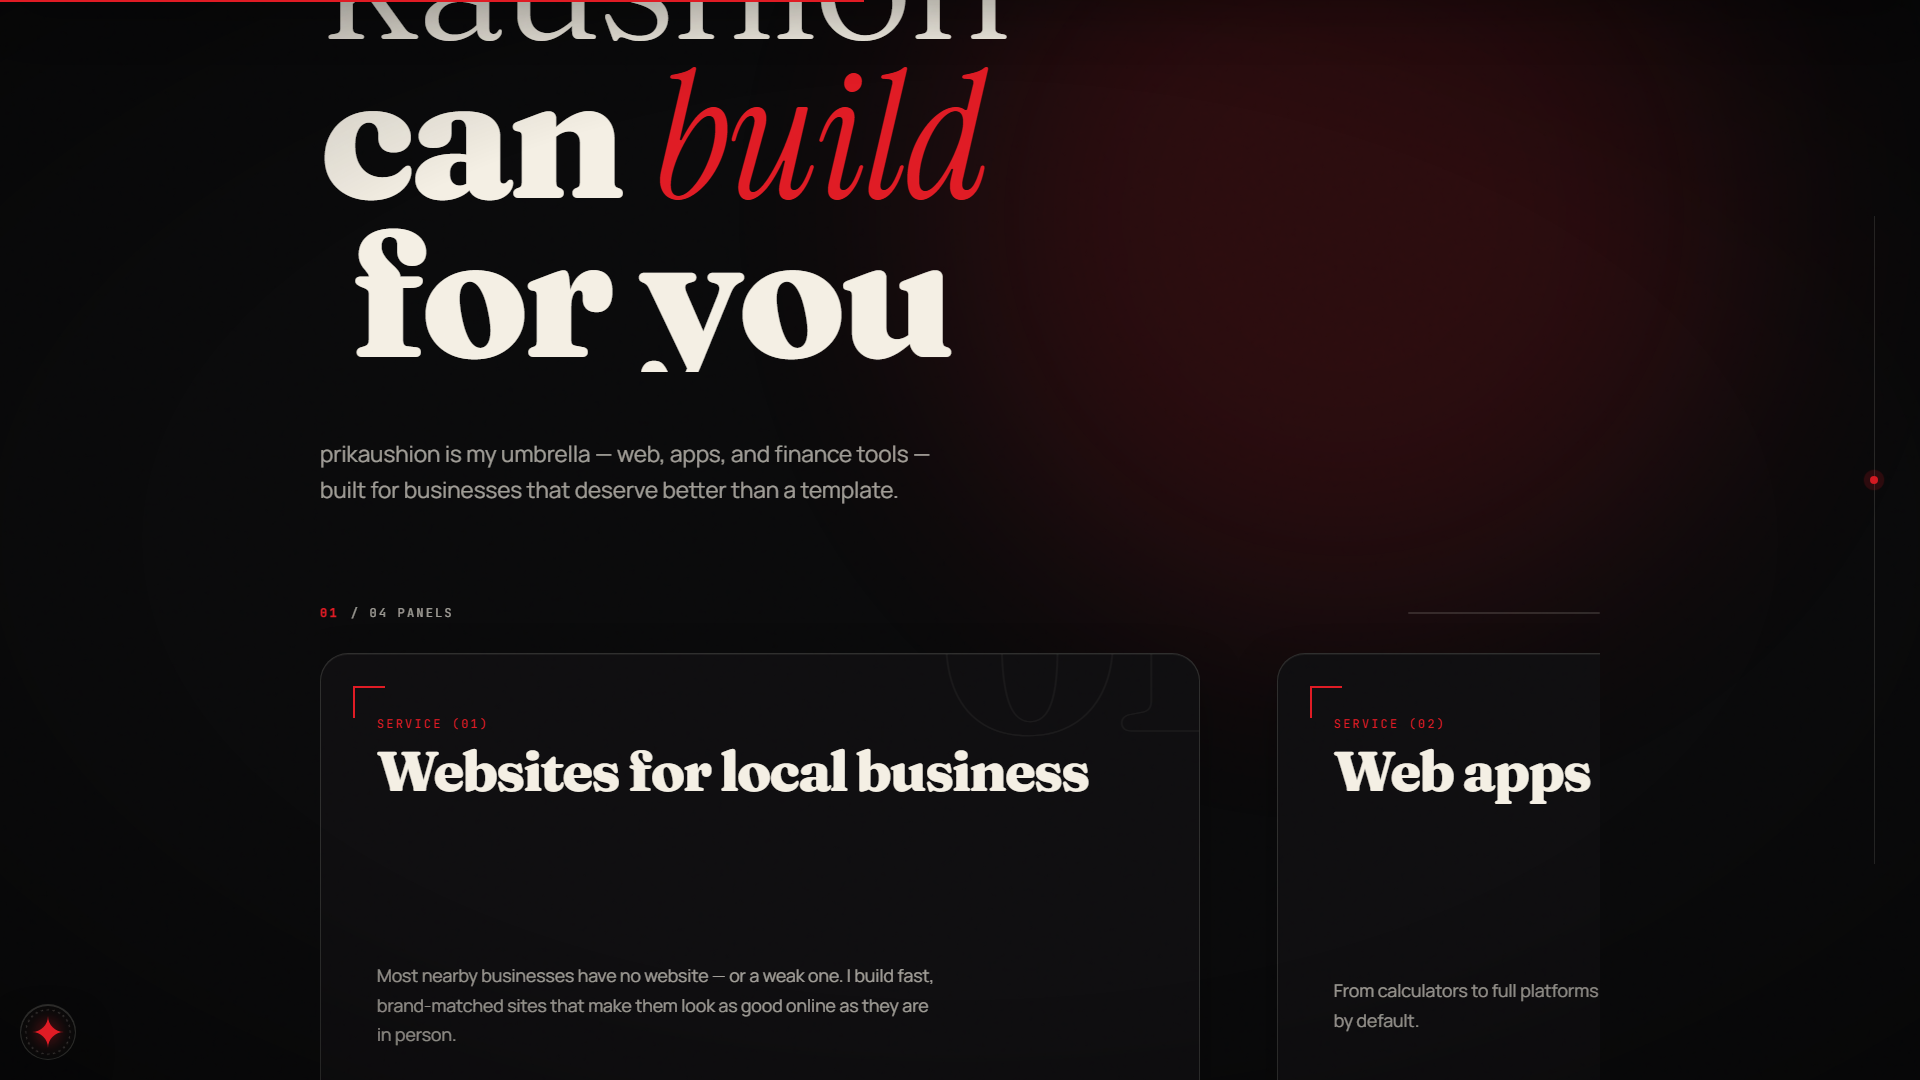 kaushion
can build
for you
prikaushion is my umbrella — web, apps, and finance tools —
built for businesses that deserve better than a template.
01 / 04 PANELS
01
SERVICE (01)
Websites for local business
Most nearby businesses have no website — or a weak one. I build fast,
brand-matched sites that make them look as good online as they are
in person.
SERVICE (02)
Web apps
From calculators to full platforms
by default.